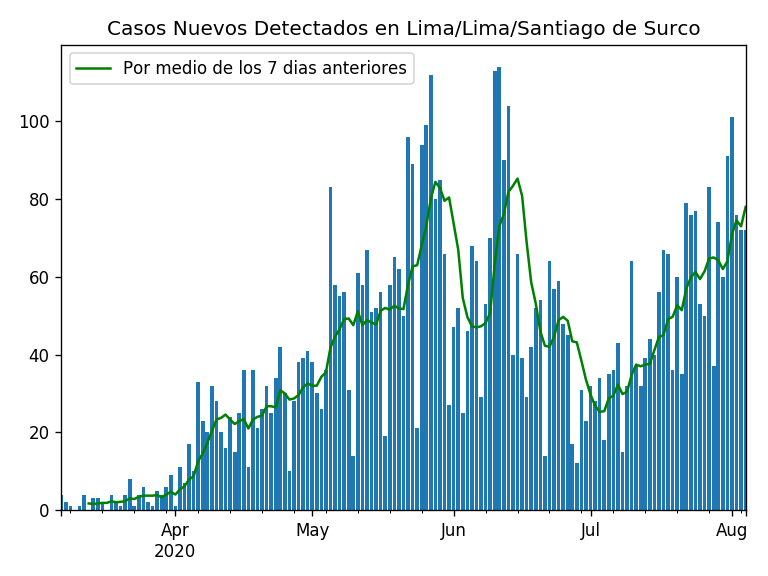 Casos Nuevos Detectados en Lima/Lima/Santiago de Surco
Por medio de los 7 dias anteriores
100
80
60
40
20
0
Apr
2020
May
Jun
Jul
Aug